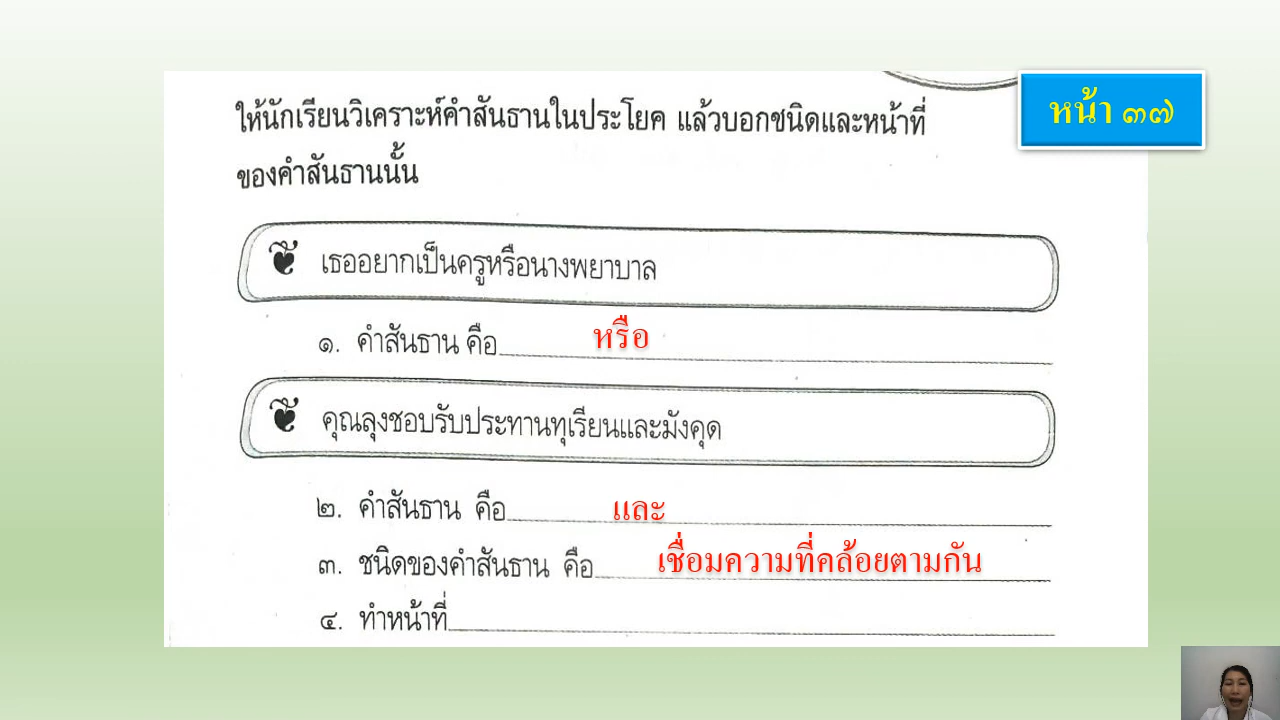 หน้า ๓๗
ให้นักเรียนวิเคราะห์คำสันธานในประโยค แล้วบอกชนิดและหน้าที่
ของคำสันธานนั้น
เธออยากเป็นครูหรือนางพยาบาล
๑. คำสันธาน คือ หรือ
คุณลุงชอบรับประทานทุเรียนและมังคุด
๒. คำสันธาน คือ และ
๓. ชนิดของคำสันธาน คือ เชื่อมความที่คล้อยตามกัน
๔. ทำหน้าที่